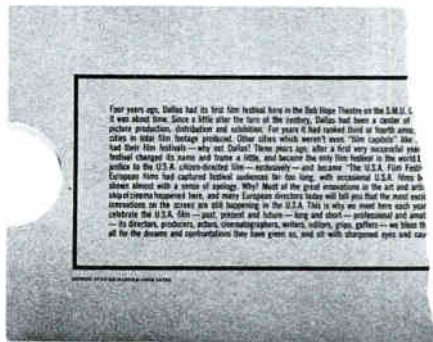 Four years ago, Dallas had its first film festival here in the Bob Hope Theatre on the S.M.U. C
It was about time. Since a little after the turn of the century, Dallas had been a center of
picture production, distribution and exhibition. For years it had ranked third or fourth among
cities in total film footage produced. Other cities which weren't even "film capitols" like
had their film festivals — why not Dallas? Three years ago, after a first very successful year
festival changed its name and frame a little, and became the only film festival in the world t
justice to the U.S.A. citizen-directed film — exclusively — and became "The U.S.A. Film Festi
European films had captured festival audiences for too long, with occasional U.S.A. films b
shown almost with a sense of apology. Why? Most of the great innovations in the art and
ship of cinema happened here, and many European directors today will tell you that the most
innovations on the screen are still happening in the U.S.A. This is why we meet here each year
celebrate the U.S.A. film — past, present and future — long and short — professional and amat
— its directors, producers, actors, cinematographers, writers, editors, grips, gaffers — we bless th
all for the dreams and confrontations they have given us, and sit with sharpened eyes and